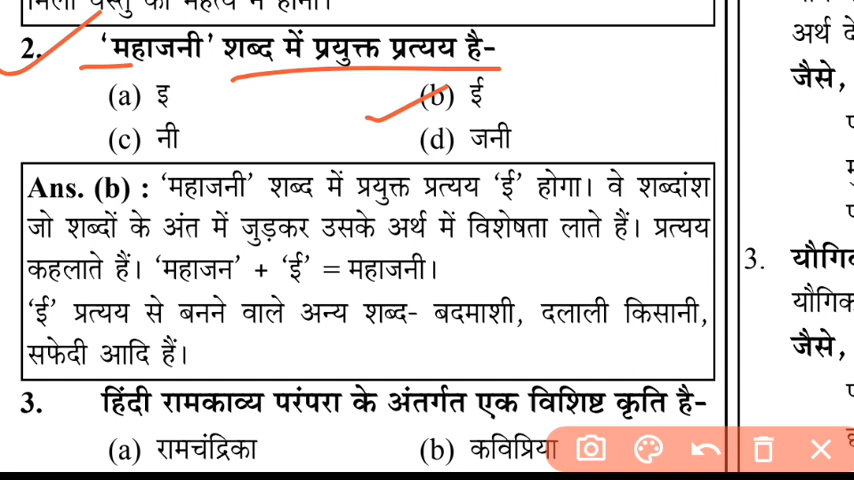 2. 'महाजनी' शब्द में प्रयुक्त प्रत्यय है-
(a) इ (b) ई
(c) नी (d) जनी
Ans. (b) : 'महाजनी' शब्द में प्रयुक्त प्रत्यय 'ई' होगा। वे शब्दांश
जो शब्दों के अंत में जुड़कर उसके अर्थ में विशेषता लाते हैं। प्रत्यय
कहलाते हैं। 'महाजन' + 'ई' = महाजनी।
'ई' प्रत्यय से बनने वाले अन्य शब्द- बदमाशी, दलाली किसानी,
सफेदी आदि हैं।
3. हिंदी रामकाव्य परंपरा के अंतर्गत एक विशिष्ट कृति है-
(a) रामचंद्रिका (b) कविप्रिया
अर्थ दे
जैसे,
3. यौगि
यौगिक
जैसे,